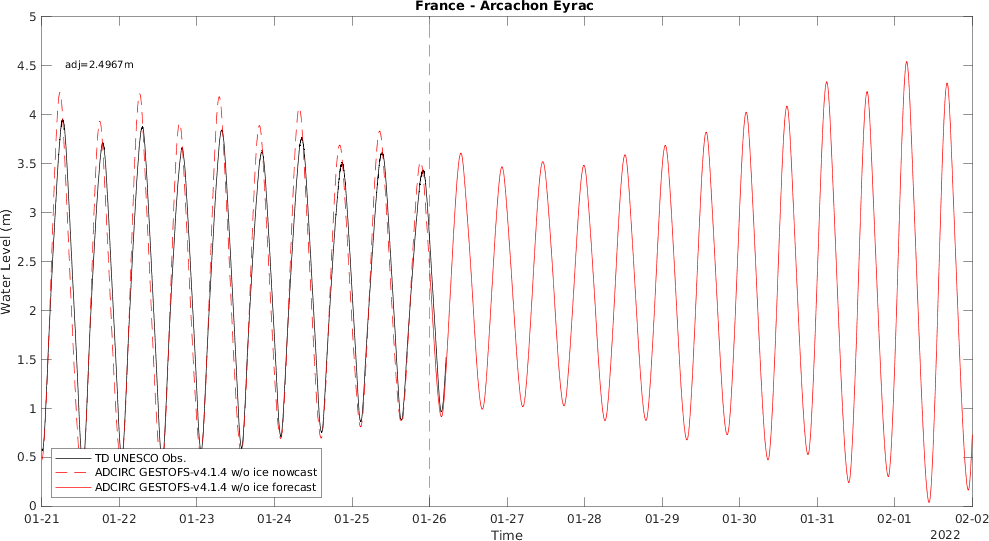 France - Arcachon Eyrac
adj=2.4967m
Water Level (m)
5
4.5
4
3.5
3
2.5
2
1.5
1
0.5
0
TD UNESCO Obs.
ADCIRC GESTOFS-v4.1.4 w/o ice nowcast
ADCIRC GESTOFS-v4.1.4 w/o ice forecast
01-21 01-22 01-23 01-24 01-25 01-26 01-27 01-28 01-29 01-30 01-31 02-01 02-02
Time
2022